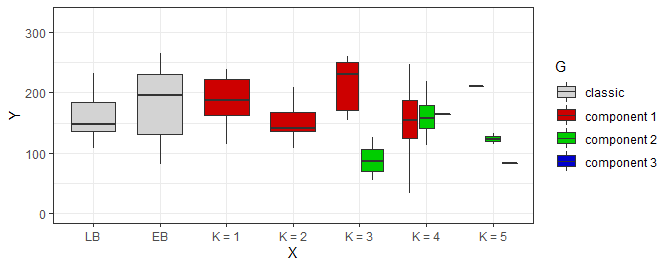 300
200
100
0
Y
LB EB K = 1 K = 2 K = 3 K = 4 K = 5
X
G
classic
component 1
component 2
component 3